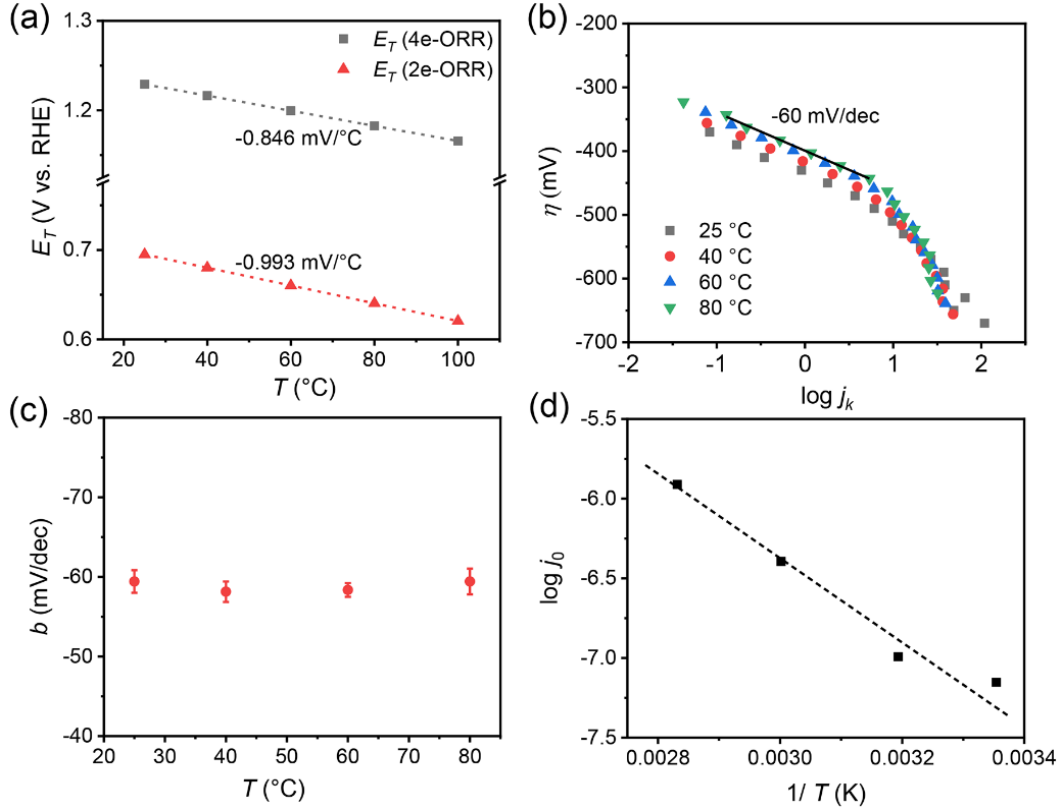 (a)
1.3
1.2
0.7
0.6
E_T (V vs. RHE)
E_T (4e-ORR)
E_T (2e-ORR)
-0.846 mV/°C
-0.993 mV/°C
20 40 60 80 100
T (°C)
(b)
-200
-300
-400
-500
-600
-700
η (mV)
-60 mV/dec
25 °C
40 °C
60 °C
80 °C
-2 -1 0 1 2
log j_k
(c)
-80
-70
-60
-50
-40
b (mV/dec)
20 30 40 50 60 70 80
T (°C)
(d)
-5.5
-6.0
-6.5
-7.0
-7.5
log j_0
0.0028 0.0030 0.0032 0.0034
1/ T (K)